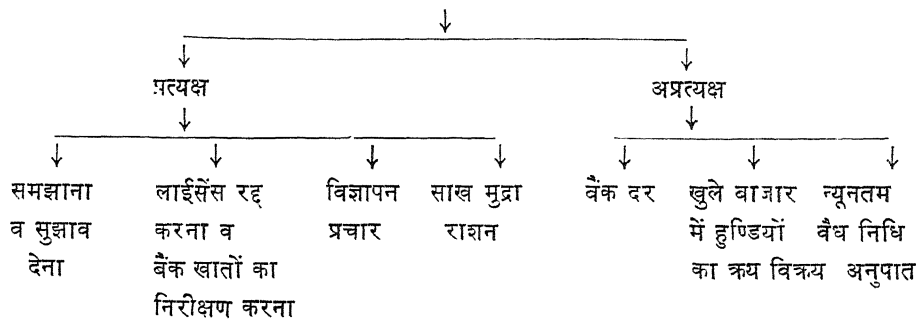 प्रत्यक्ष अप्रत्यक्ष
समझाना लाईसेंस रद्द विज्ञापन साख मुद्रा बैंक दर खुले बाजार न्यूनतम
व सुझाव करना व प्रचार राशन में हुण्डियों वैध निधि
देना बैंक खातों का का क्रय विक्रय अनुपात
निरीक्षण करना